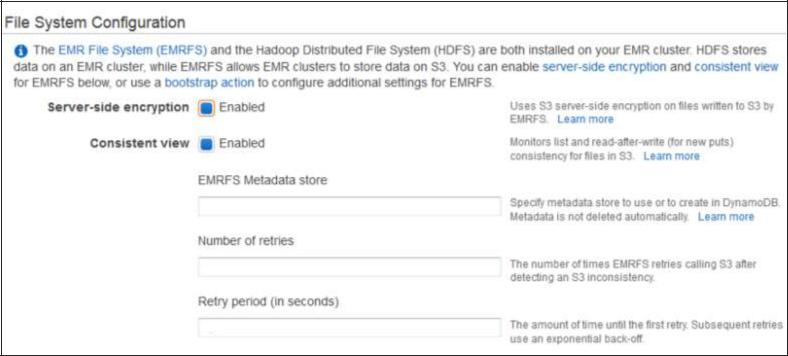 File System Configuration
The EMR File System (EMRFS) and the Hadoop Distributed File System (HDFS) are both installed on your EMR cluster. HDFS stores
data on an EMR cluster, while EMRFS allows EMR clusters to store data on S3. You can enable server-side encryption and consistent view
for EMRFS below, or use a bootstrap action to configure additional settings for EMRFS.
Server-side encryption Enabled
Uses S3 server-side encryption on files written to S3 by
EMRFS. Learn more
Consistent view Enabled
Monitors list and read-after-write (for new puts)
consistency for files in S3. Learn more
EMRFS Metadata store
Specify metadata store to use or to create in DynamoDB.
Metadata is not deleted automatically. Learn more
Number of retries
The number of times EMRFS retries calling S3 after
detecting an S3 inconsistency.
Retry period (in seconds)
The amount of time until the first retry. Subsequent retries
use an exponential back-off.